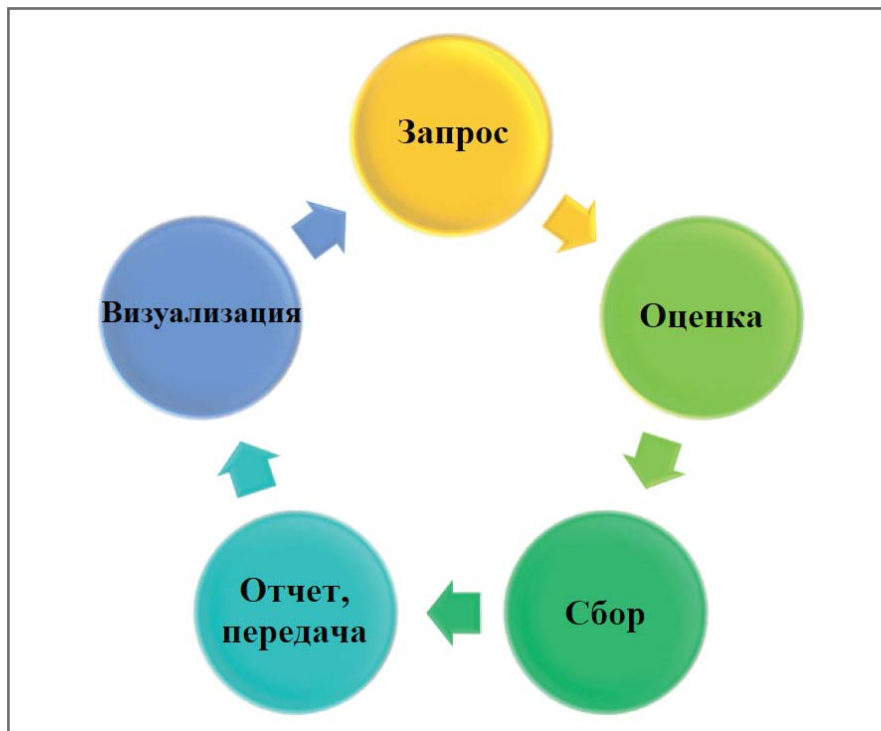 Запрос
Оценка
Сбор
Отчет,
передача
Визуализация